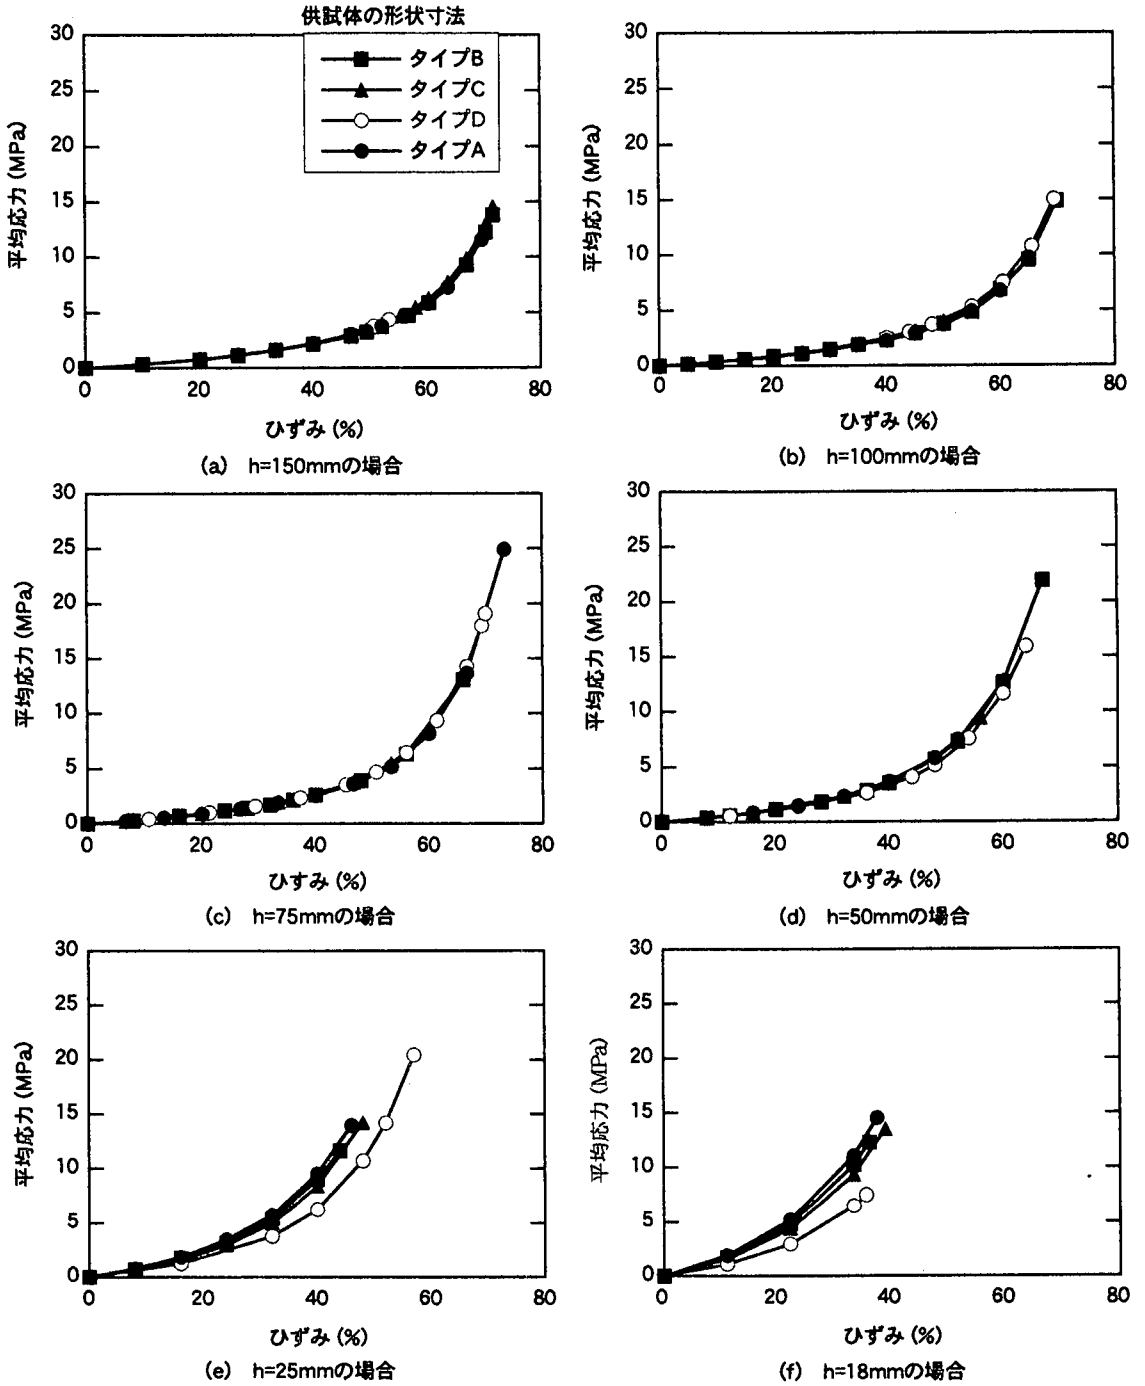 供試体の形状寸法
タイプB
タイプC
タイプD
タイプA
平均応力 (MPa)
30
25
20
15
10
5
0
0 20 40 60 80
ひずみ (%)
(a) h=150mmの場合
平均応力 (MPa)
30
25
20
15
10
5
0
0 20 40 60 80
ひずみ (%)
(b) h=100mmの場合
平均応力 (MPa)
30
25
20
15
10
5
0
0 20 40 60 80
ひすみ (%)
(c) h=75mmの場合
平均応力 (MPa)
30
25
20
15
10
5
0
0 20 40 60 80
ひずみ (%)
(d) h=50mmの場合
平均応力 (MPa)
30
25
20
15
10
5
0
0 20 40 60 80
ひずみ (%)
(e) h=25mmの場合
平均応力 (MPa)
30
25
20
15
10
5
0
0 20 40 60 80
ひずみ (%)
(f) h=18mmの場合